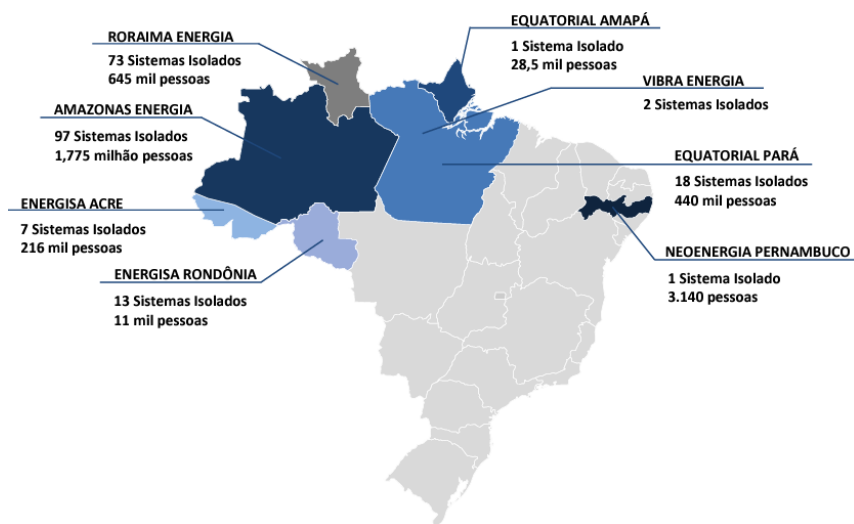 RORAIMA ENERGIA
73 Sistemas Isolados
645 mil pessoas
AMAZONAS ENERGIA
97 Sistemas Isolados
1,775 milhão pessoas
ENERGISA ACRE
7 Sistemas Isolados
216 mil pessoas
ENERGISA RONDÔNIA
13 Sistemas Isolados
11 mil pessoas
EQUATORIAL AMAPÁ
1 Sistema Isolado
28,5 mil pessoas
VIBRA ENERGIA
2 Sistemas Isolados
EQUATORIAL PARÁ
18 Sistemas Isolados
440 mil pessoas
NEOENERGIA PERNAMBUCO
1 Sistema Isolado
3.140 pessoas